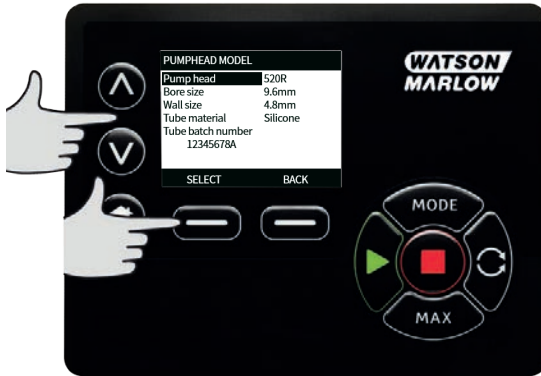 PUMPHEAD MODEL
Pump head 520R
Bore size 9.6mm
Wall size 4.8mm
Tube material Silicone
Tube batch number
12345678A
SELECT BACK
WATSON
MARLOW
MODE
MAX